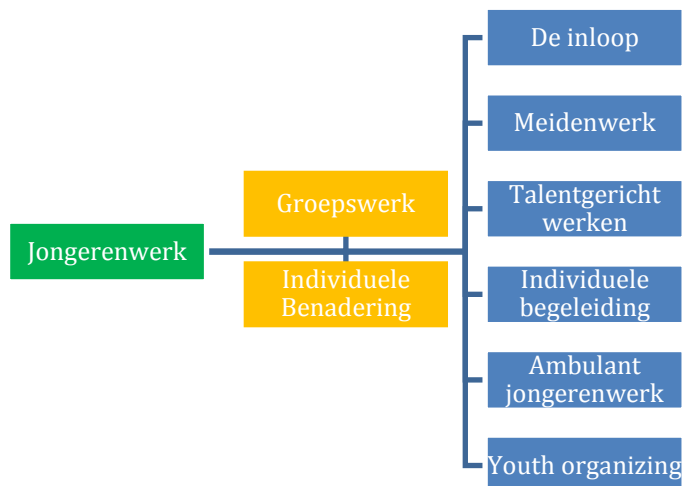 Jongerenwerk
Groepswerk
Individuele
Benadering
De inloop
Meidenwerk
Talentgericht
werken
Individuele
begeleiding
Ambulant
jongerenwerk
Youth organizing